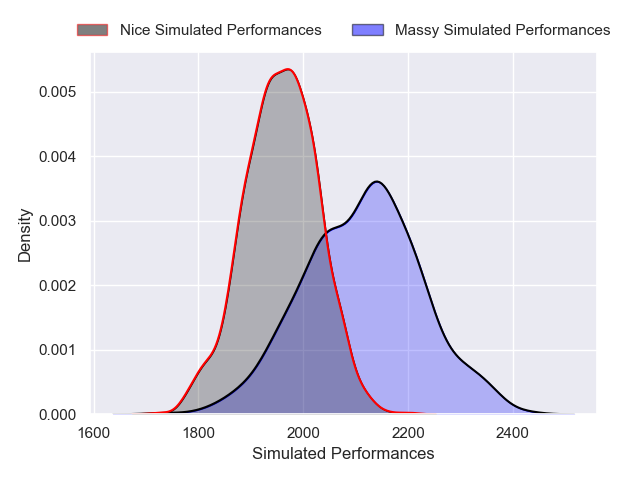 Nice Simulated Performances Massy Simulated Performances
0.005
0.004
0.003
0.002
0.001
0.000
Density
1600 1800 2000 2200 2400
Simulated Performances